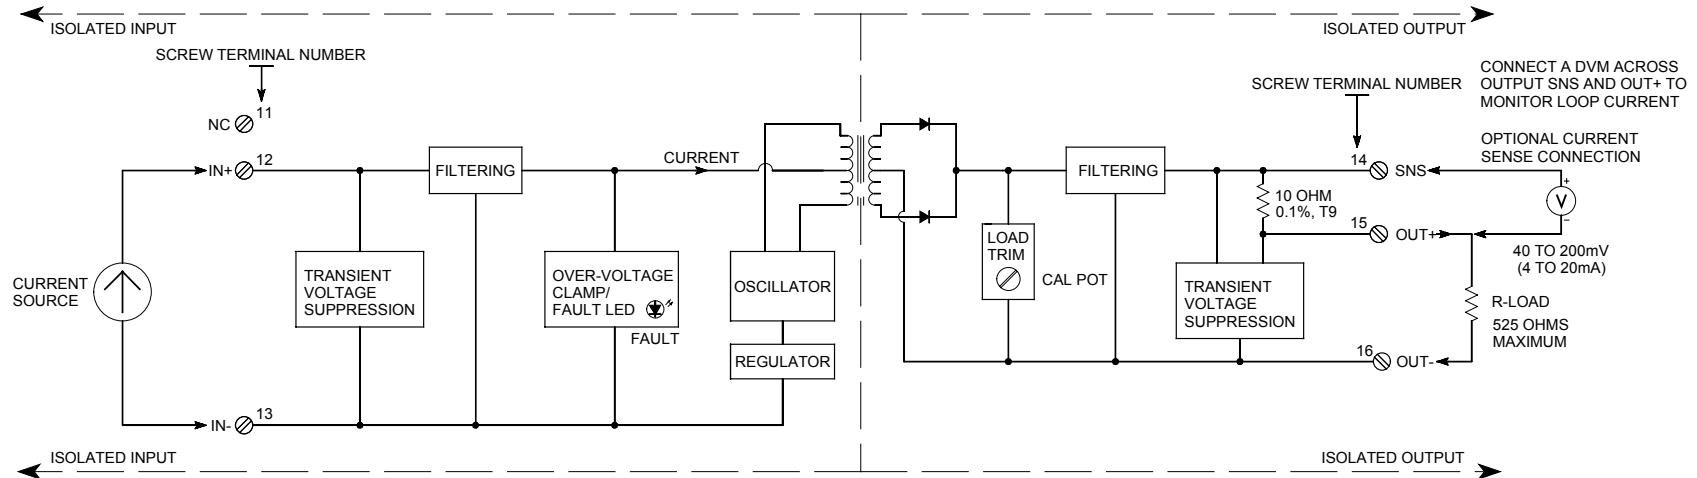 ISOLATED INPUT
ISOLATED OUTPUT
SCREW TERMINAL NUMBER
11
NC
12
IN+
FILTERING
CURRENT
CURRENT
SOURCE
TRANSIENT
VOLTAGE
SUPPRESSION
OVER-VOLTAGE
CLAMP/
FAULT LED
FAULT
OSCILLATOR
REGULATOR
13
IN-
SCREW TERMINAL NUMBER
CONNECT A DVM ACROSS
OUTPUT SNS AND OUT+ TO
MONITOR LOOP CURRENT
OPTIONAL CURRENT
SENSE CONNECTION
14
SNS
FILTERING
10 OHM
0.1%, T9
+
V
−
15
OUT+
LOAD
TRIM
CAL POT
40 TO 200mV
(4 TO 20mA)
TRANSIENT
VOLTAGE
SUPPRESSION
R-LOAD
525 OHMS
MAXIMUM
16
OUT-
ISOLATED INPUT
ISOLATED OUTPUT